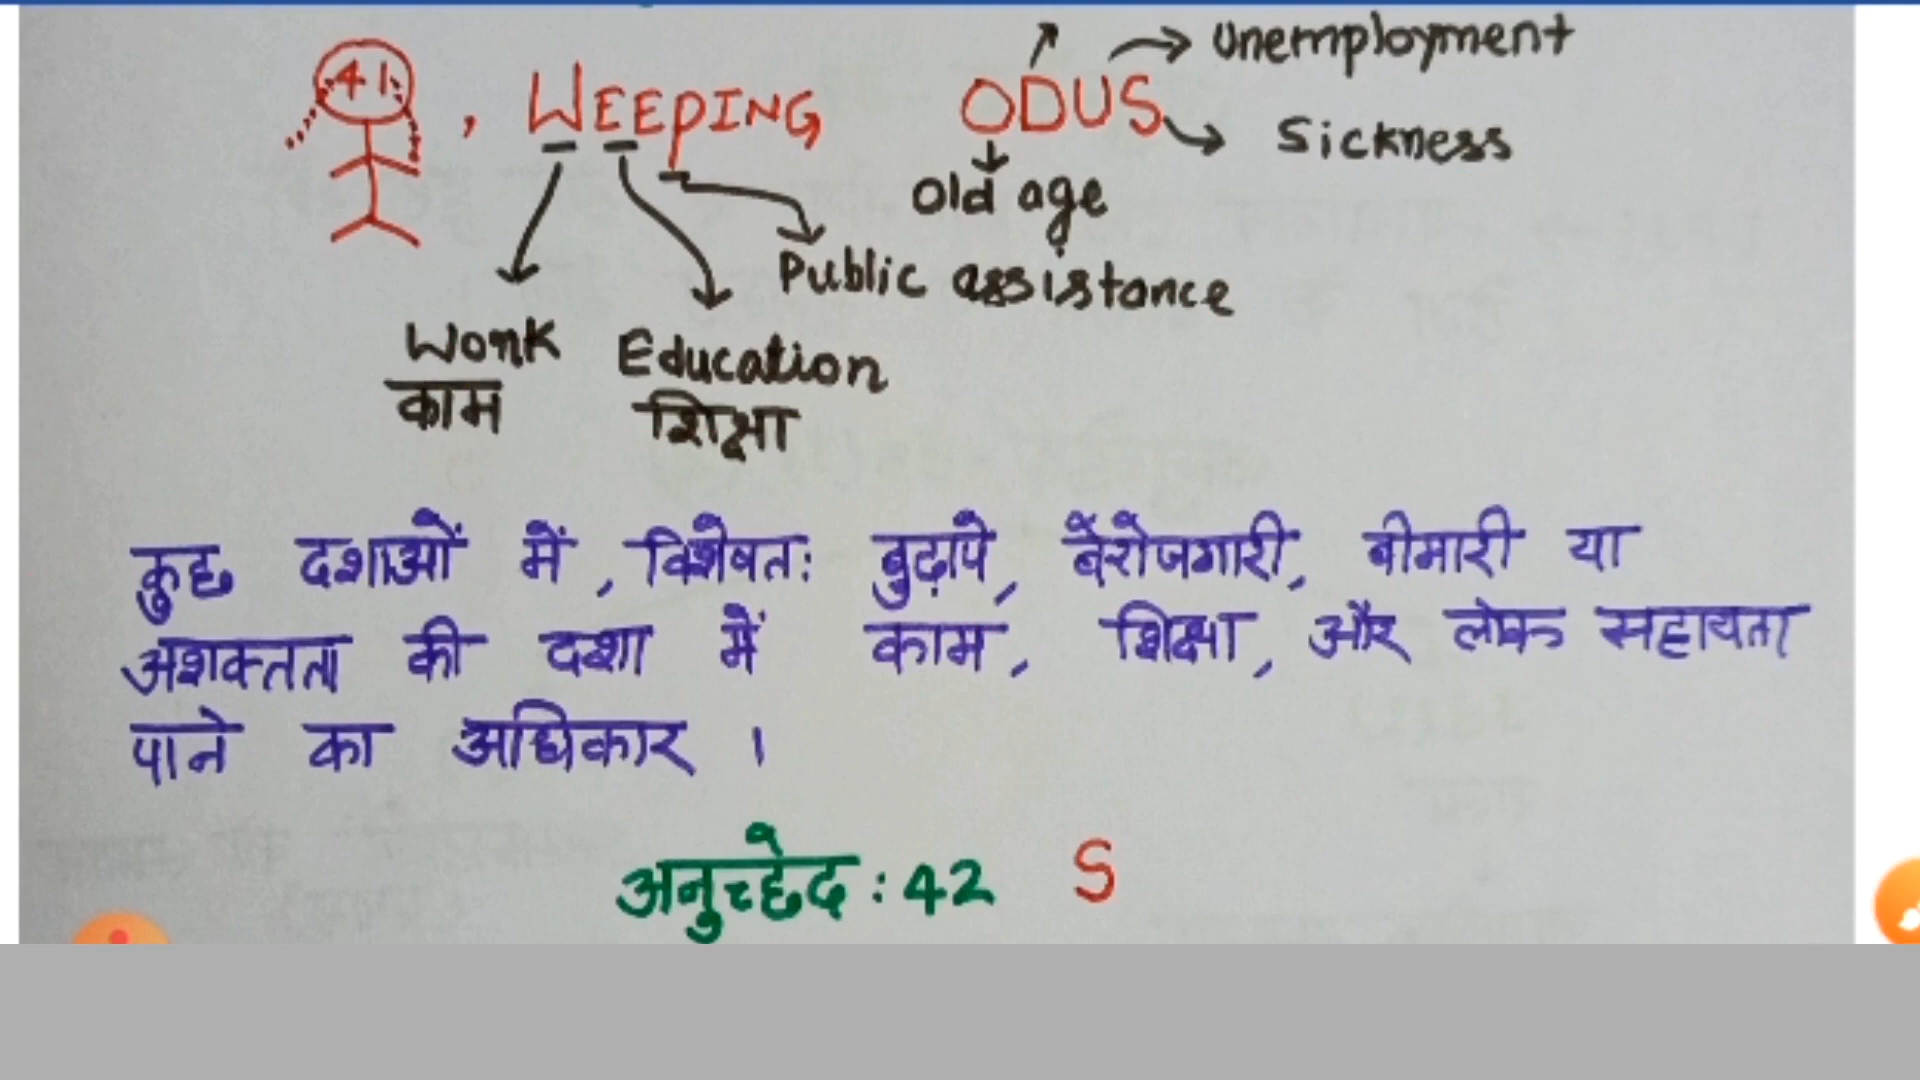 Unemployment
41, WEEPING ODUS
Sickness
Old age
Public assistance
Work Education
काम शिक्षा
कुछ दशाओं में, विशेषतः बुढ़ापे, बेरोजगारी, बीमारी या
अशक्तता की दशा में काम, शिक्षा, और लोक सहायता
पाने का अधिकार ।
अनुच्छेद : 42 S